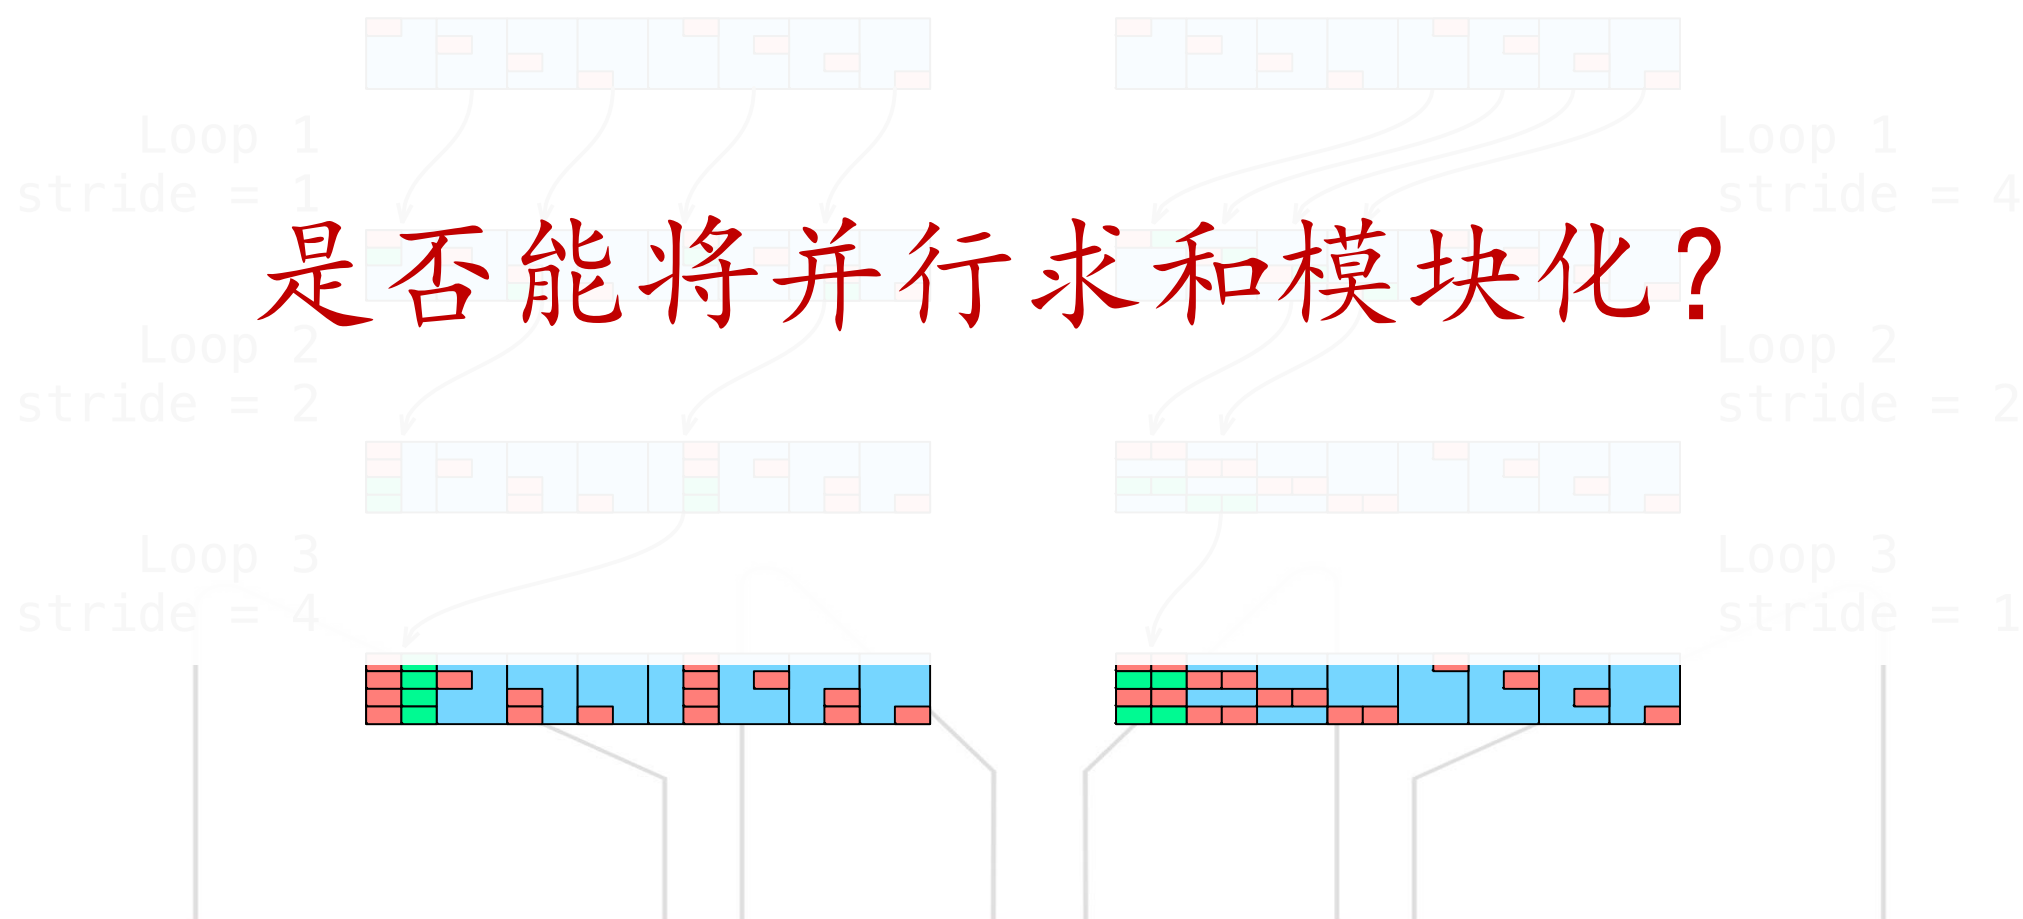 Loop 1
stride = 1
Loop 1
stride = 4
是否能将并行求和模块化?
Loop 2
stride = 2
Loop 2
stride = 2
Loop 3
stride = 4
Loop 3
stride = 1